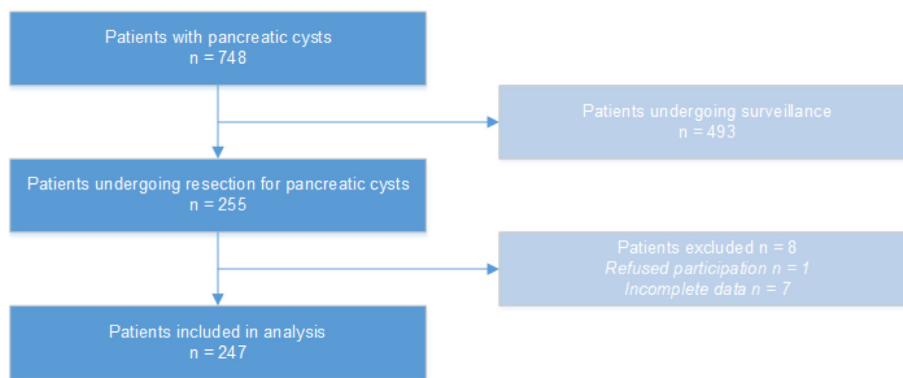 Patients with pancreatic cysts
n = 748
Patients undergoing surveillance
n = 493
Patients undergoing resection for pancreatic cysts
n = 255
Patients excluded n = 8
Refused participation n = 1
Incomplete data n = 7
Patients included in analysis
n = 247